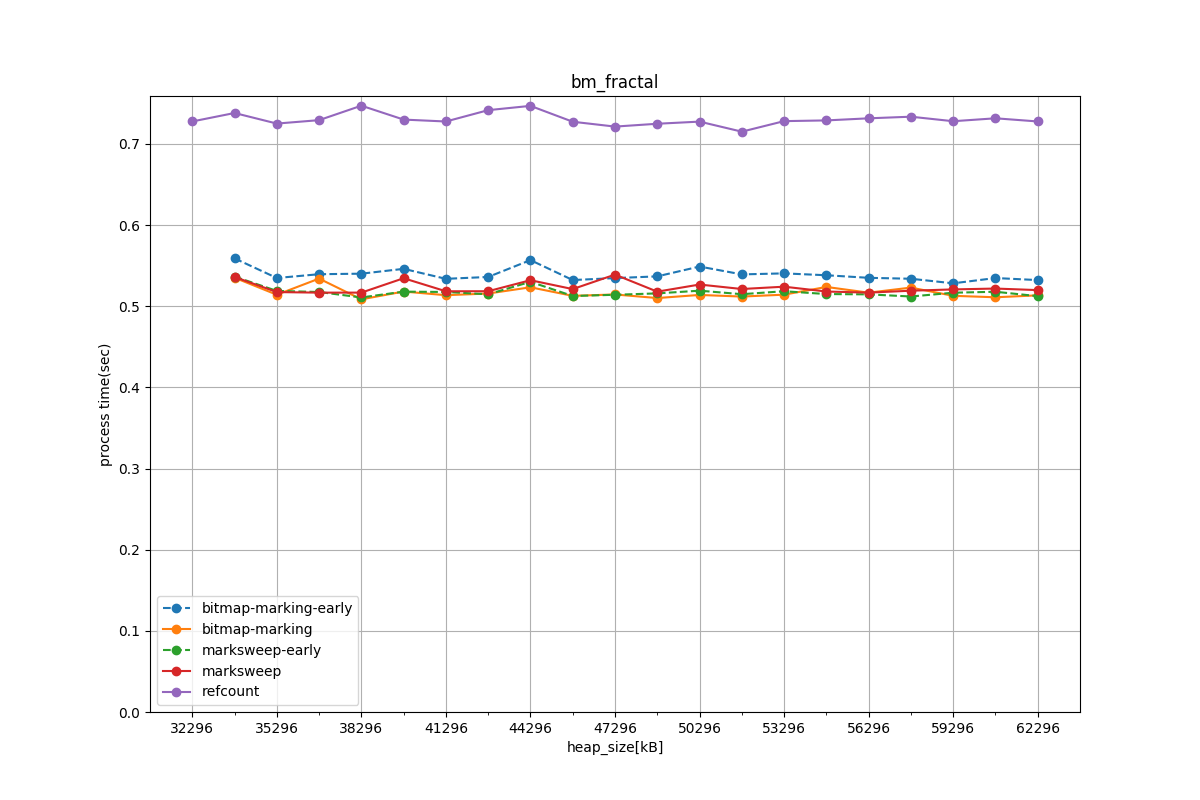 bm_fractal
process time(sec)
0.7
0.6
0.5
0.4
0.3
0.2
0.1
0.0
bitmap-marking-early
bitmap-marking
marksweep-early
marksweep
refcount
32296 35296 38296 41296 44296 47296 50296 53296 56296 59296 62296
heap_size[kB]